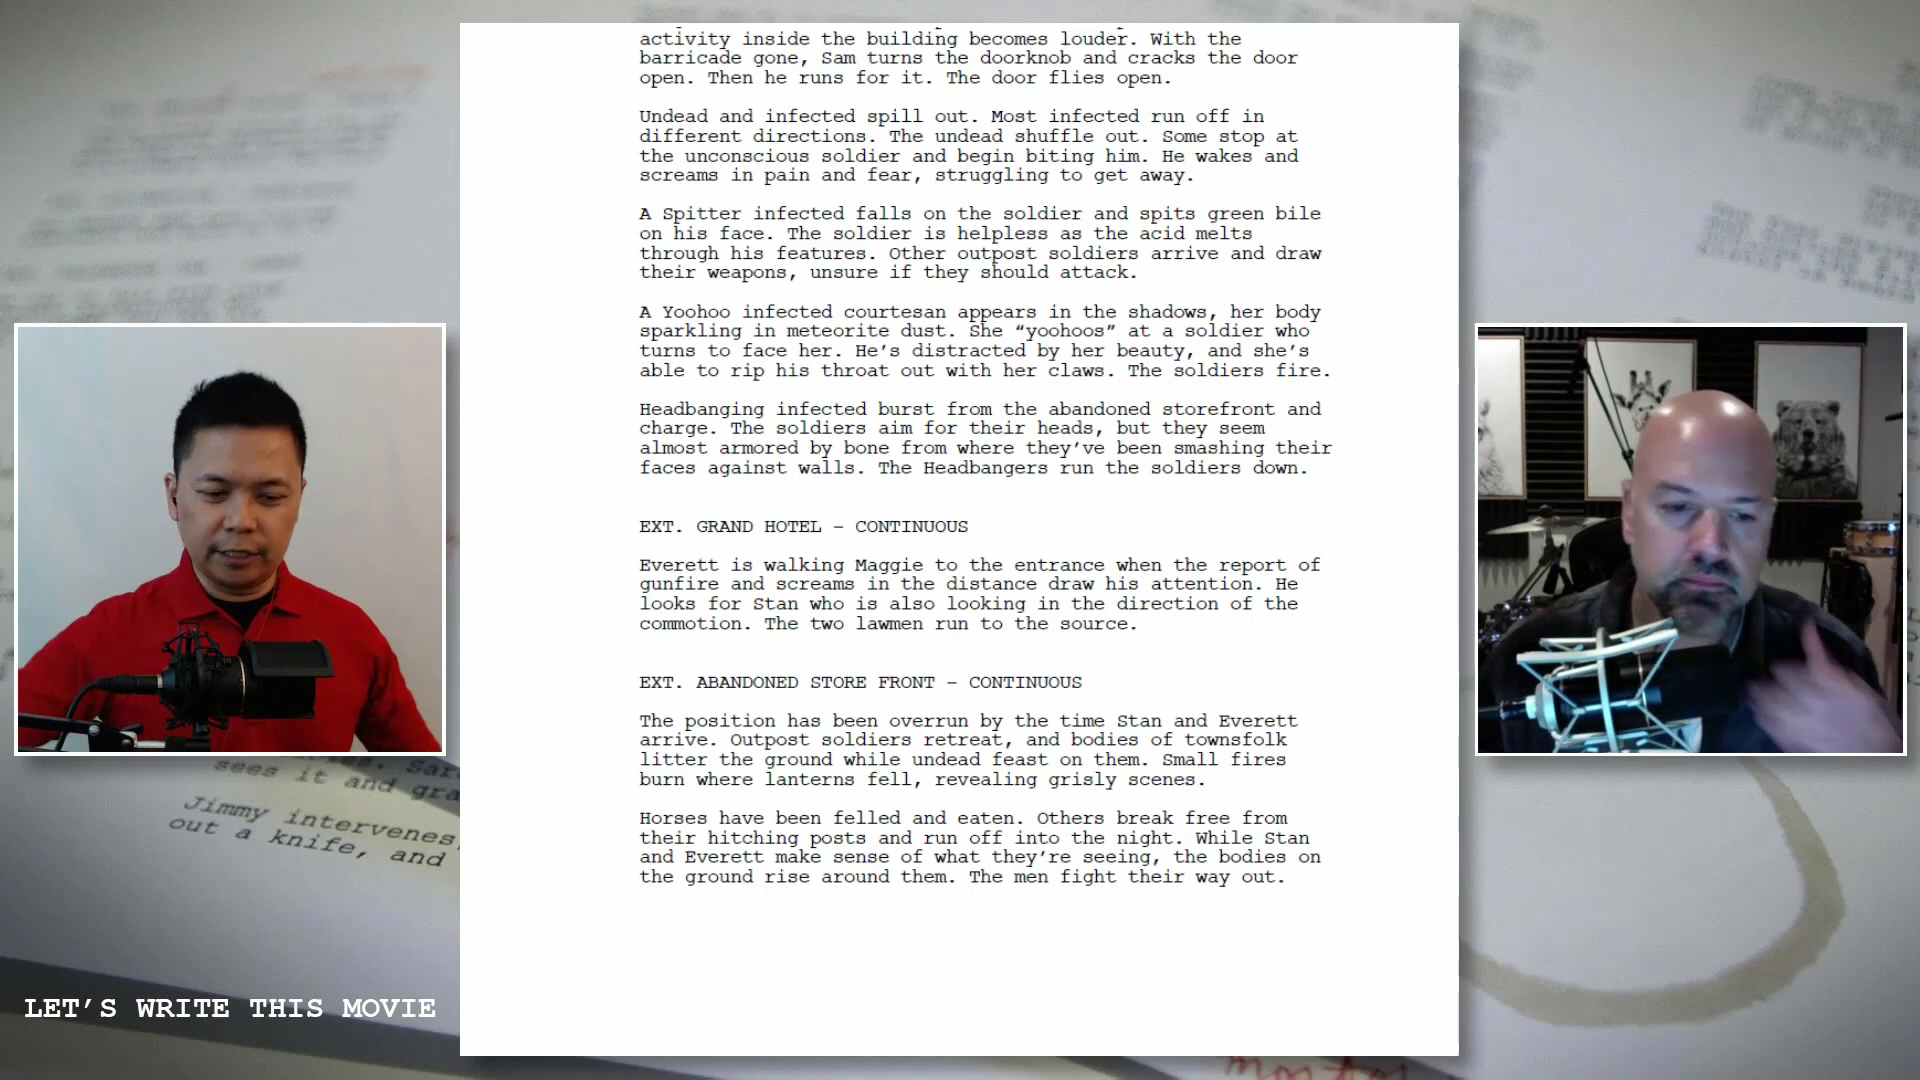 activity inside the building becomes louder. With the
barricade gone, Sam turns the doorknob and cracks the door
open. Then he runs for it. The door flies open.
Undead and infected spill out. Most infected run off in
different directions. The undead shuffle out. Some stop at
the unconscious soldier and begin biting him. He wakes and
screams in pain and fear, struggling to get away.
A Spitter infected falls on the soldier and spits green bile
on his face. The soldier is helpless as the acid melts
through his features. Other outpost soldiers arrive and draw
their weapons, unsure if they should attack.
A Yoohoo infected courtesan appears in the shadows, her body
sparkling in meteorite dust. She “yoohoos” at a soldier who
turns to face her. He’s distracted by her beauty, and she’s
able to rip his throat out with her claws. The soldiers fire.
Headbanging infected burst from the abandoned storefront and
charge. The soldiers aim for their heads, but they seem
almost armored by bone from where they’ve been smashing their
faces against walls. The Headbangers run the soldiers down.
EXT. GRAND HOTEL – CONTINUOUS
Everett is walking Maggie to the entrance when the report of
gunfire and screams in the distance draw his attention. He
looks for Stan who is also looking in the direction of the
commotion. The two lawmen run to the source.
EXT. ABANDONED STORE FRONT – CONTINUOUS
The position has been overrun by the time Stan and Everett
arrive. Outpost soldiers retreat, and bodies of townsfolk
litter the ground while undead feast on them. Small fires
burn where lanterns fell, revealing grisly scenes.
Horses have been felled and eaten. Others break free from
their hitching posts and run off into the night. While Stan
and Everett make sense of what they’re seeing, the bodies on
the ground rise around them. The men fight their way out.
sees it and gra
Jimmy intervenes,
out a knife, and
LET’S WRITE THIS MOVIE